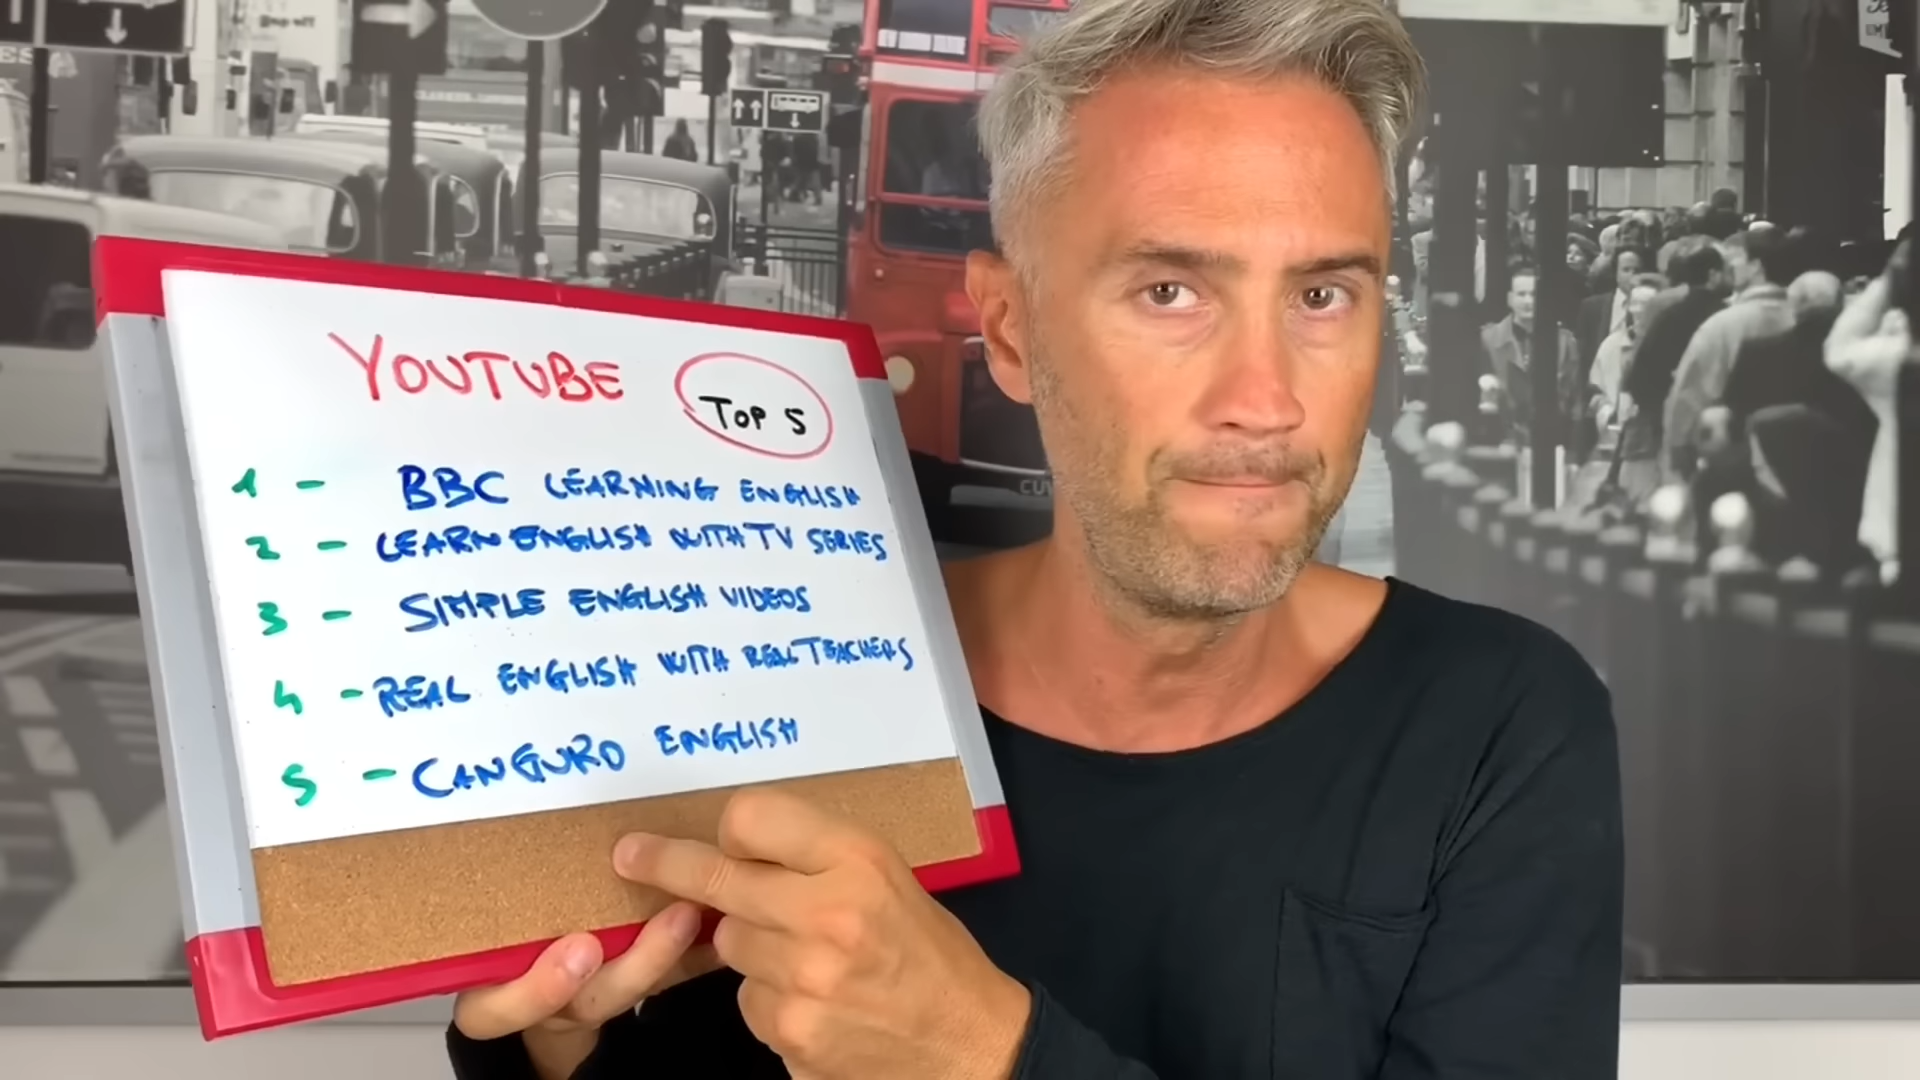 YOUTUBE
TOP 5
1 - BBC LEARNING ENGLISH
2 - LEARN ENGLISH WITH TV SERIES
3 - SIMPLE ENGLISH VIDEOS
4 - REAL ENGLISH WITH REAL TEACHERS
5 - CANGURO ENGLISH